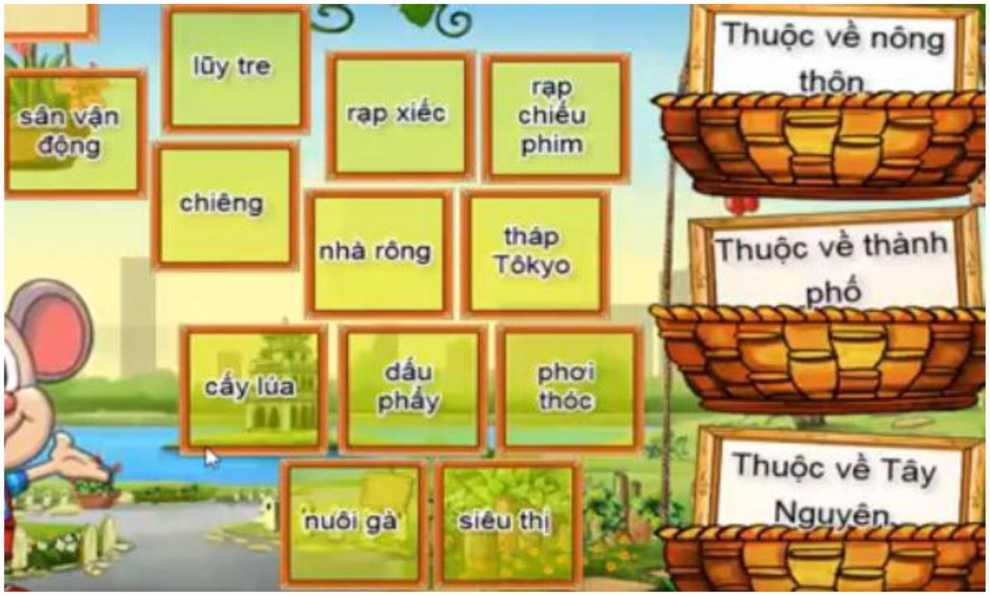 lũy tre
sân vận
động
rạp xiếc
rạp
chiếu
phim
chiêng
nhà rông
tháp
Tôkyo
cấy lúa
dấu
phẩy
phơi
thóc
nuôi gà
siêu thị
Thuộc về nông
thôn
Thuộc về thành
phố
Thuộc về Tây
Nguyên